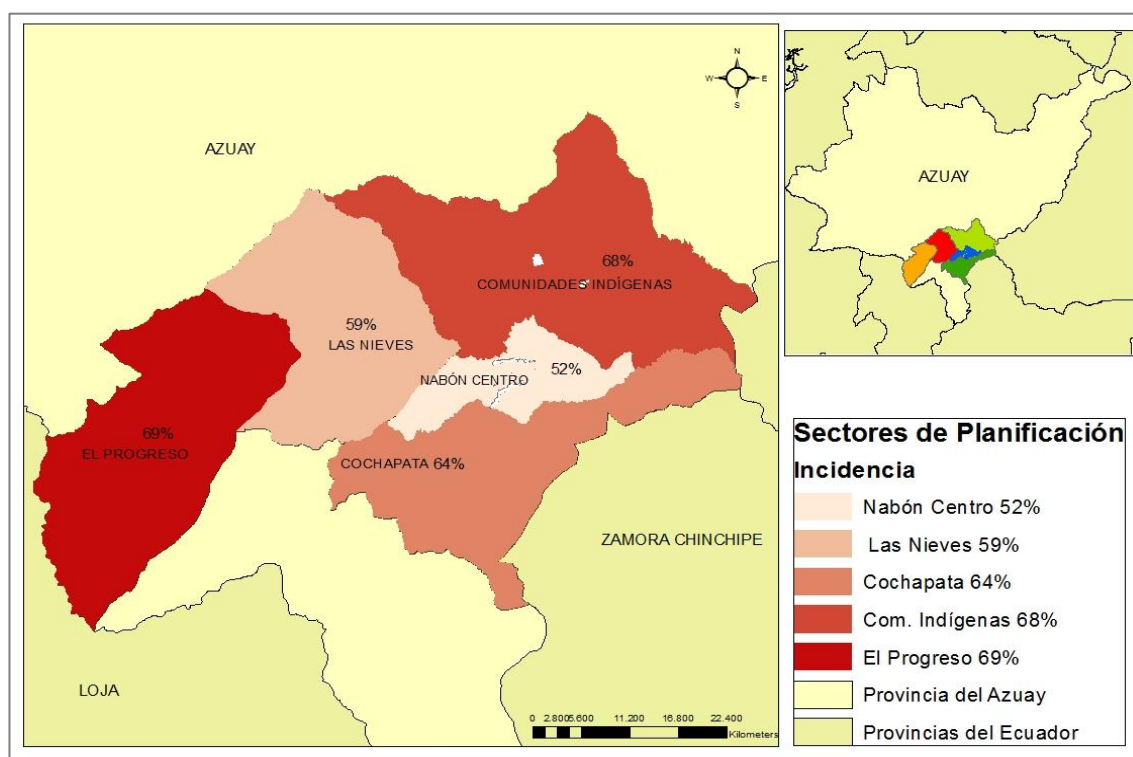 N
W E
S
AZUAY
68%
COMUNIDADES INDÍGENAS
59%
LAS NIEVES
NABÓN CENTRO 52%
69%
EL PROGRESO
COCHAPATA 64%
ZAMORA CHINCHIPE
LOJA
0 2.800 5.600 11.200 16.800 22.400
Kilometers
AZUAY
Sectores de Planificación
Incidencia
Nabón Centro 52%
Las Nieves 59%
Cochapata 64%
Com. Indígenas 68%
El Progreso 69%
Provincia del Azuay
Provincias del Ecuador